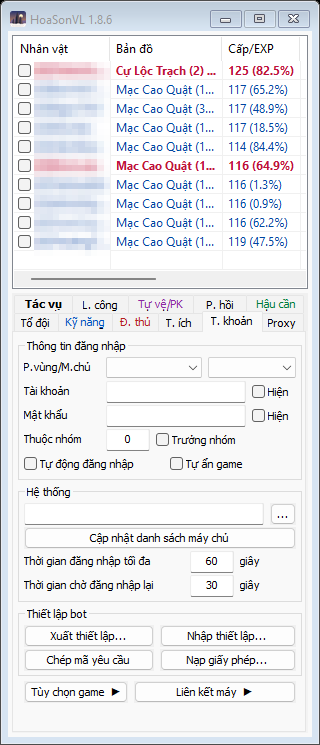 HoaSonVL 1.8.6
Nhân vật Bản đồ Cấp/EXP
Cự Lộc Trạch (2) ... 125 (82.5%)
Mạc Cao Quật (1... 117 (65.2%)
Mạc Cao Quật (3... 117 (48.9%)
Mạc Cao Quật (1... 117 (18.5%)
Mạc Cao Quật (1... 114 (84.4%)
Mạc Cao Quật (1... 116 (64.9%)
Mạc Cao Quật (1... 116 (1.3%)
Mạc Cao Quật (1... 116 (0.9%)
Mạc Cao Quật (1... 116 (62.2%)
Mạc Cao Quật (1... 119 (47.5%)
Tác vụ L. công Tự vệ/PK P. hồi Hậu cần
Tổ đội Kỹ năng Đ. thủ T. ích T. khoản Proxy
Thông tin đăng nhập
P.vùng/M.chủ
Tài khoản Hiện
Mật khẩu Hiện
Thuộc nhóm 0 Trưởng nhóm
Tự động đăng nhập Tự ẩn game
Hệ thống
...
Cập nhật danh sách máy chủ
Thời gian đăng nhập tối đa 60 giây
Thời gian chờ đăng nhập lại 30 giây
Thiết lập bot
Xuất thiết lập... Nhập thiết lập...
Chép mã yêu cầu Nạp giấy phép...
Tùy chọn game ▶ Liên kết máy ▶